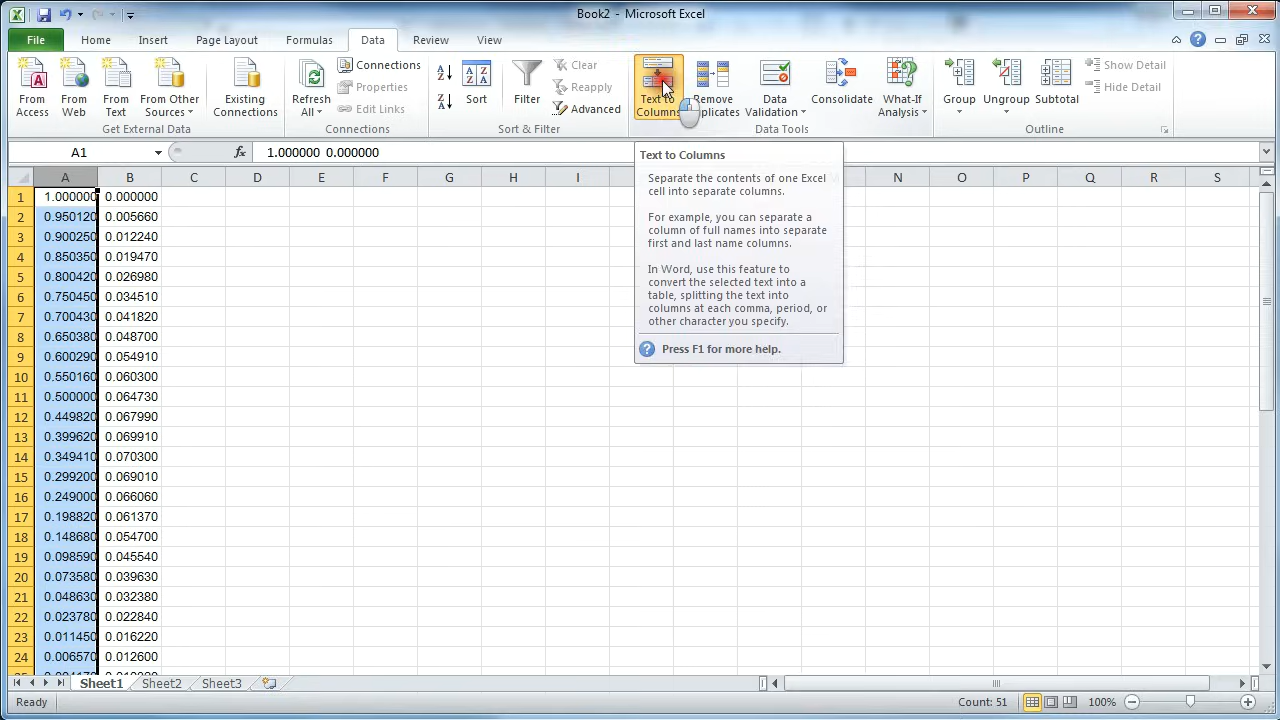 Book2 - Microsoft Excel
File Home Insert Page Layout Formulas Data Review View
From Access
From Web
From Text
From Other Sources
Existing Connections
Get External Data
Refresh All
Connections
Properties
Edit Links
Connections
Sort
Filter
Clear
Reapply
Advanced
Sort & Filter
Text to Columns
Remove Duplicates
Data Validation
Consolidate
What-If Analysis
Data Tools
Group
Ungroup
Subtotal
Show Detail
Hide Detail
Outline
A1 fx 1.000000 0.000000
A B C D E F G H I N O P Q R S
1 1.000000 0.000000
2 0.950120 0.005660
3 0.900250 0.012240
4 0.850350 0.019470
5 0.800420 0.026980
6 0.750450 0.034510
7 0.700430 0.041820
8 0.650380 0.048700
9 0.600290 0.054910
10 0.550160 0.060300
11 0.500000 0.064730
12 0.449820 0.067990
13 0.399620 0.069910
14 0.349410 0.070300
15 0.299200 0.069010
16 0.249000 0.066060
17 0.198820 0.061370
18 0.148680 0.054700
19 0.098590 0.045540
20 0.073580 0.039630
21 0.048630 0.032380
22 0.023780 0.022840
23 0.011450 0.016220
24 0.006570 0.012600
Text to Columns
Separate the contents of one Excel
cell into separate columns.
For example, you can separate a
column of full names into separate
first and last name columns.
In Word, use this feature to
convert the selected text into a
table, splitting the text into
columns at each comma, period, or
other character you specify.
Press F1 for more help.
Sheet1 Sheet2 Sheet3
Ready Count: 51 100%